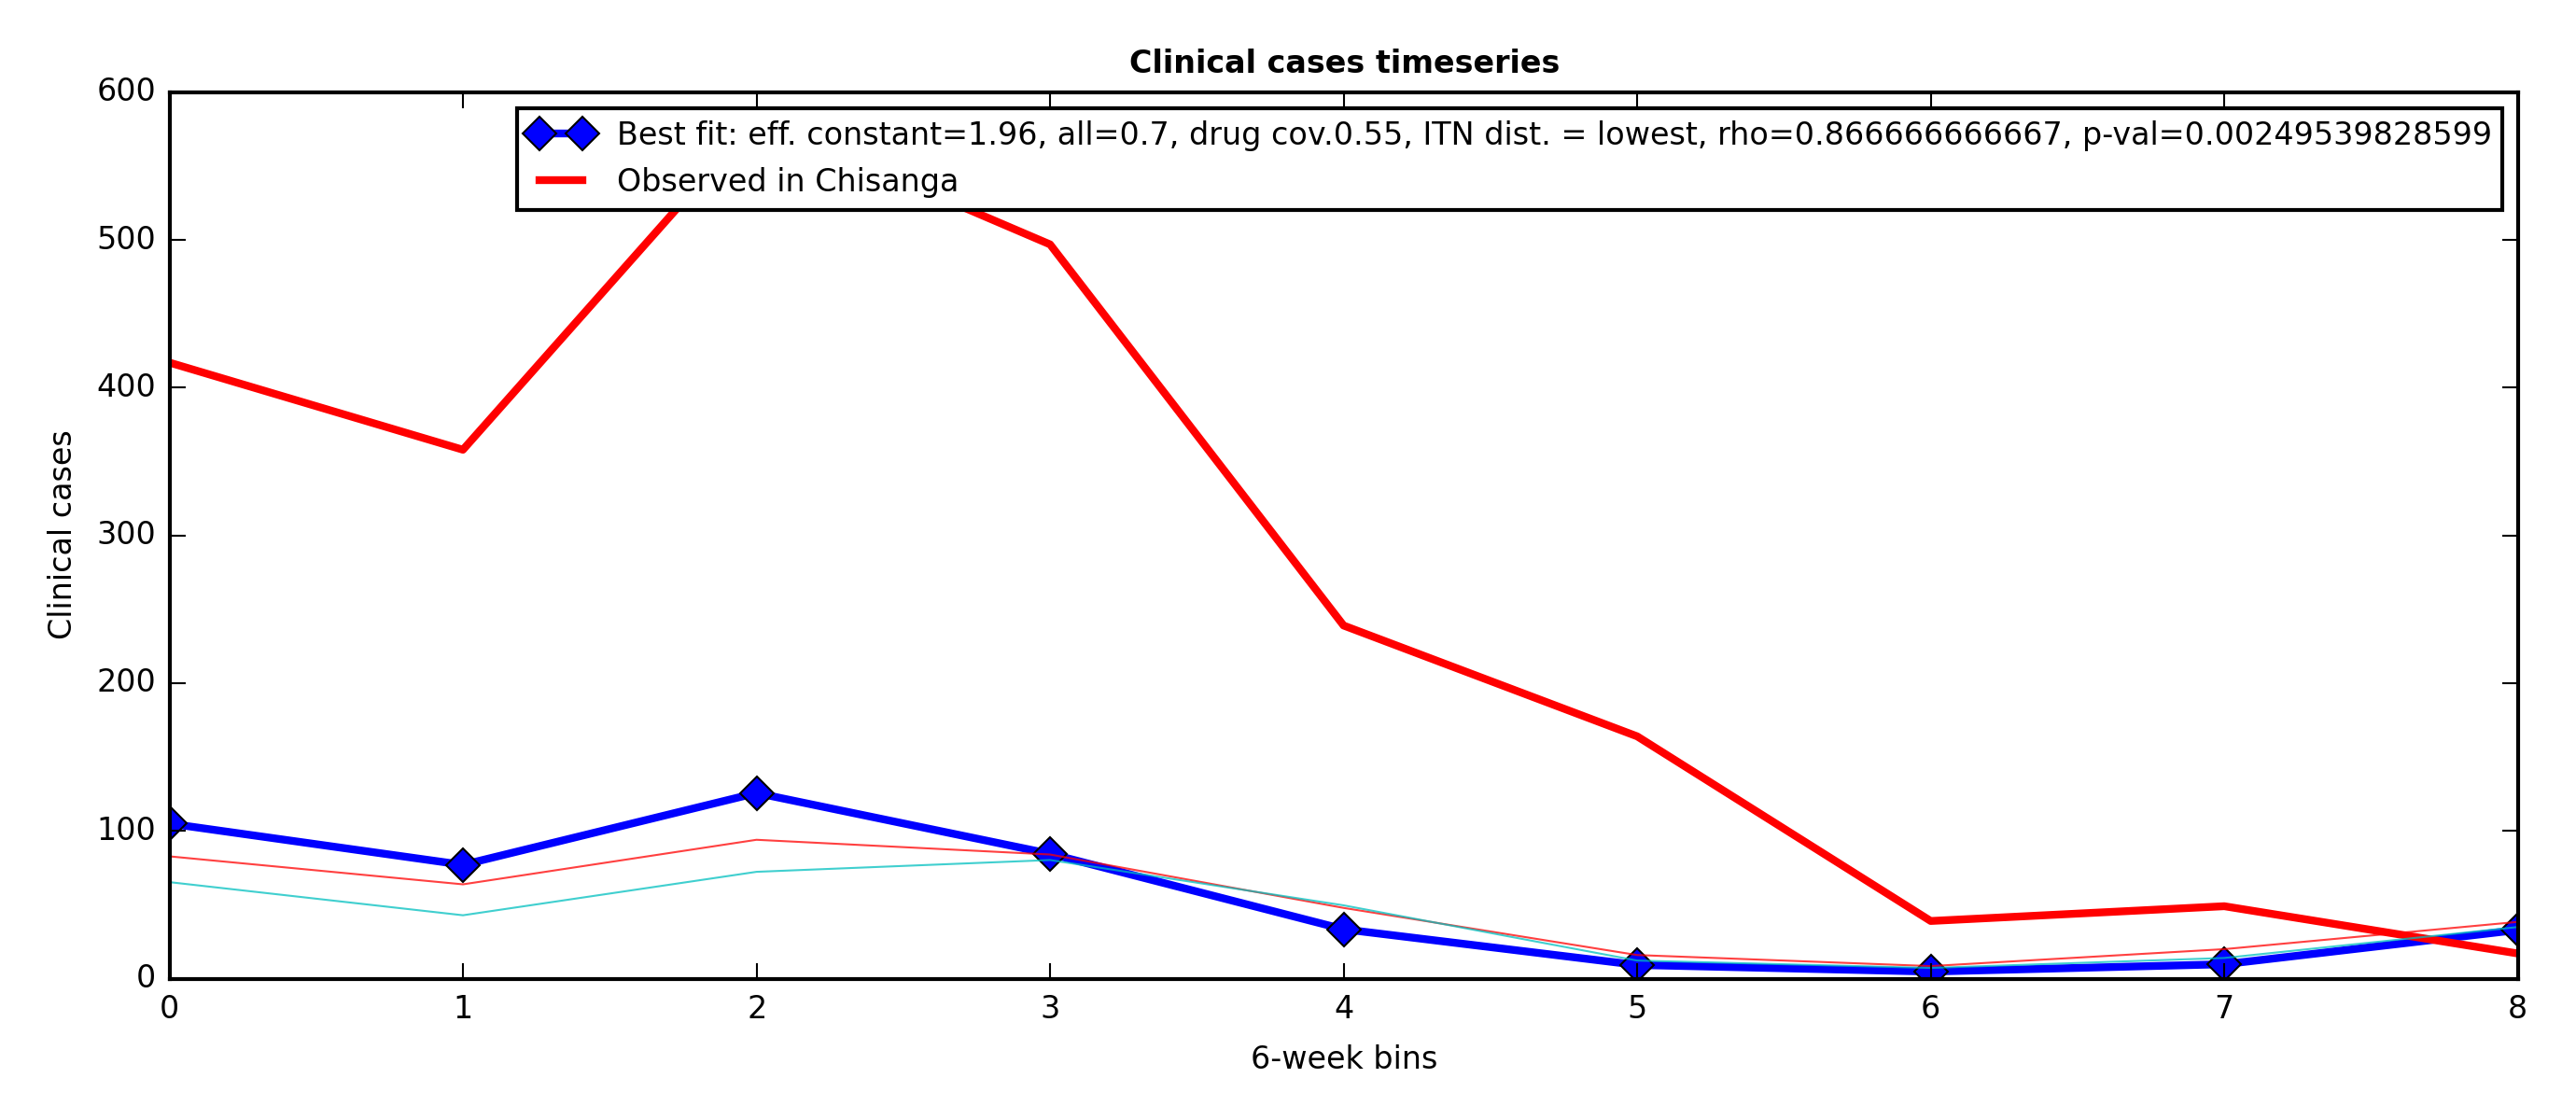 Clinical cases timeseries
600
Best fit: eff. constant=1.96, all=0.7, drug cov.0.55, ITN dist. = lowest, rho=0.866666666667, p-val=0.00249539828599
Observed in Chisanga
500
400
300
200
100
0
Clinical cases
0 1 2 3 4 5 6 7 8
6-week bins